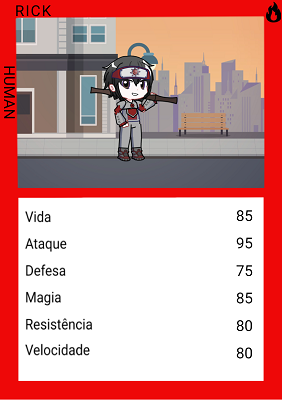 RICK
HUMAN
Vida 85
Ataque 95
Defesa 75
Magia 85
Resistência 80
Velocidade 80